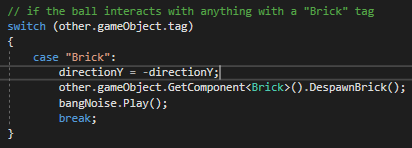 // if the ball interacts with anything with a "Brick" tag
switch (other.gameObject.tag)
{
case "Brick":
directionY = -directionY;
other.gameObject.GetComponent<Brick>().DespawnBrick();
bangNoise.Play();
break;
}